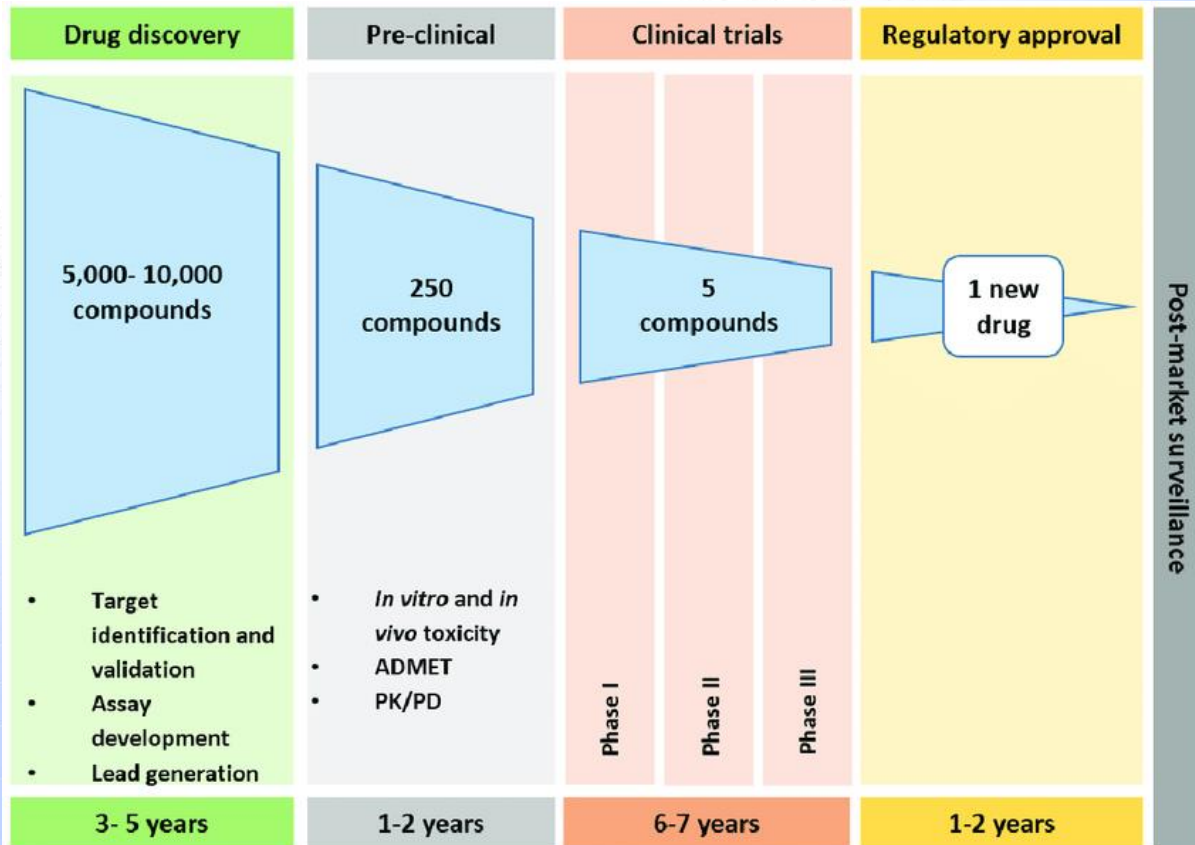 Drug discovery
Pre-clinical
Clinical trials
Regulatory approval
5,000- 10,000
compounds
250
compounds
5
compounds
1 new
drug
Post-market surveillance
• Target
identification and
validation
• Assay
development
• Lead generation
• In vitro and in
vivo toxicity
• ADMET
• PK/PD
Phase I
Phase II
Phase III
3- 5 years
1-2 years
6-7 years
1-2 years